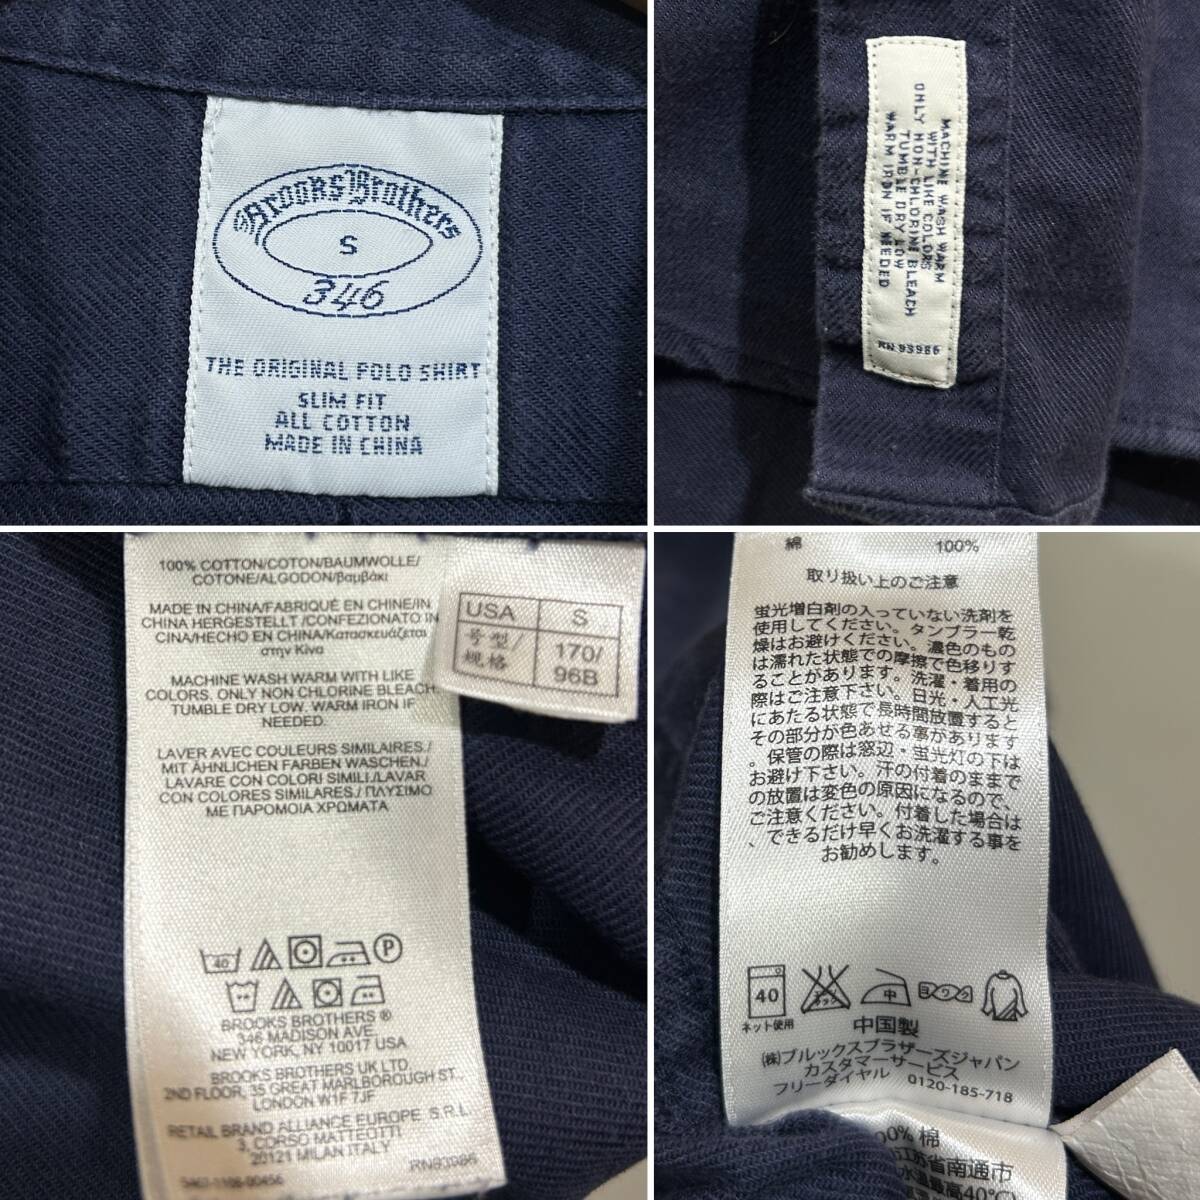 Brooks Brothers
S
346
THE ORIGINAL POLO SHIRT
SLIM FIT
ALL COTTON
MADE IN CHINA
MACHINE WASH WARM
WITH LIKE COLORS
ONLY NON-CHLORINE BLEACH
TUMBLE DRY LOW
WARM IRON IF NEEDED
RN 93986
100% COTTON/COTON/BAUMWOLLE/
COTONE/ALGODON/Βαμβάκι
MADE IN CHINA/FABRIQUÉ EN CHINE/IN
CHINA HERGESTELLT /CONFEZIONATO IN
CINA/HECHO EN CHINA/Κατασκευάζεται
στην Κίνα
MACHINE WASH WARM WITH LIKE
COLORS. ONLY NON CHLORINE BLEACH.
TUMBLE DRY LOW. WARM IRON IF
NEEDED.
LAVER AVEC COULEURS SIMILAIRES./
MIT ÄHNLICHEN FARBEN WASCHEN./
LAVARE CON COLORI SIMILI./LAVAR
CON COLORES SIMILARES./ ΠΛΥΣΙΜΟ
ΜΕ ΠΑΡΟΜΟΙΑ ΧΡΩΜΑΤΑ
40
P
BROOKS BROTHERS ®
346 MADISON AVE,
NEW YORK, NY 10017 USA
BROOKS BROTHERS UK LTD.
2ND FLOOR, 35 GREAT MARLBOROUGH ST.,
LONDON W1F 7JF
RETAIL BRAND ALLIANCE EUROPE S.R.L.
3, CORSO MATTEOTTI
20121 MILAN ITALY
RN93986
USA S
号型/ 170/
规格 96B
綿 100%
取り扱い上のご注意
蛍光増白剤の入っていない洗剤を
使用してください。タンブラー乾
燥はお避けください。濃色のもの
は濡れた状態での摩擦で色移りす
ることがあります。洗濯・着用の
際はご注意下さい。日光・人工光
にあたる状態で長時間放置すると
その部分が色あせる事があります
。保管の際は窓辺・蛍光灯の下は
お避け下さい。汗の付着のままで
の放置は変色の原因になるので、
ご注意ください。付着した場合は
、できるだけ早くお洗濯する事を
お勧めします。
40
中
ヨワク
ネット使用
中国製
(株)ブルックスブラザーズジャパン
カスタマーサービス
フリーダイヤル 0120-185-718
00% 棉
江苏省南通市
水温最高40℃